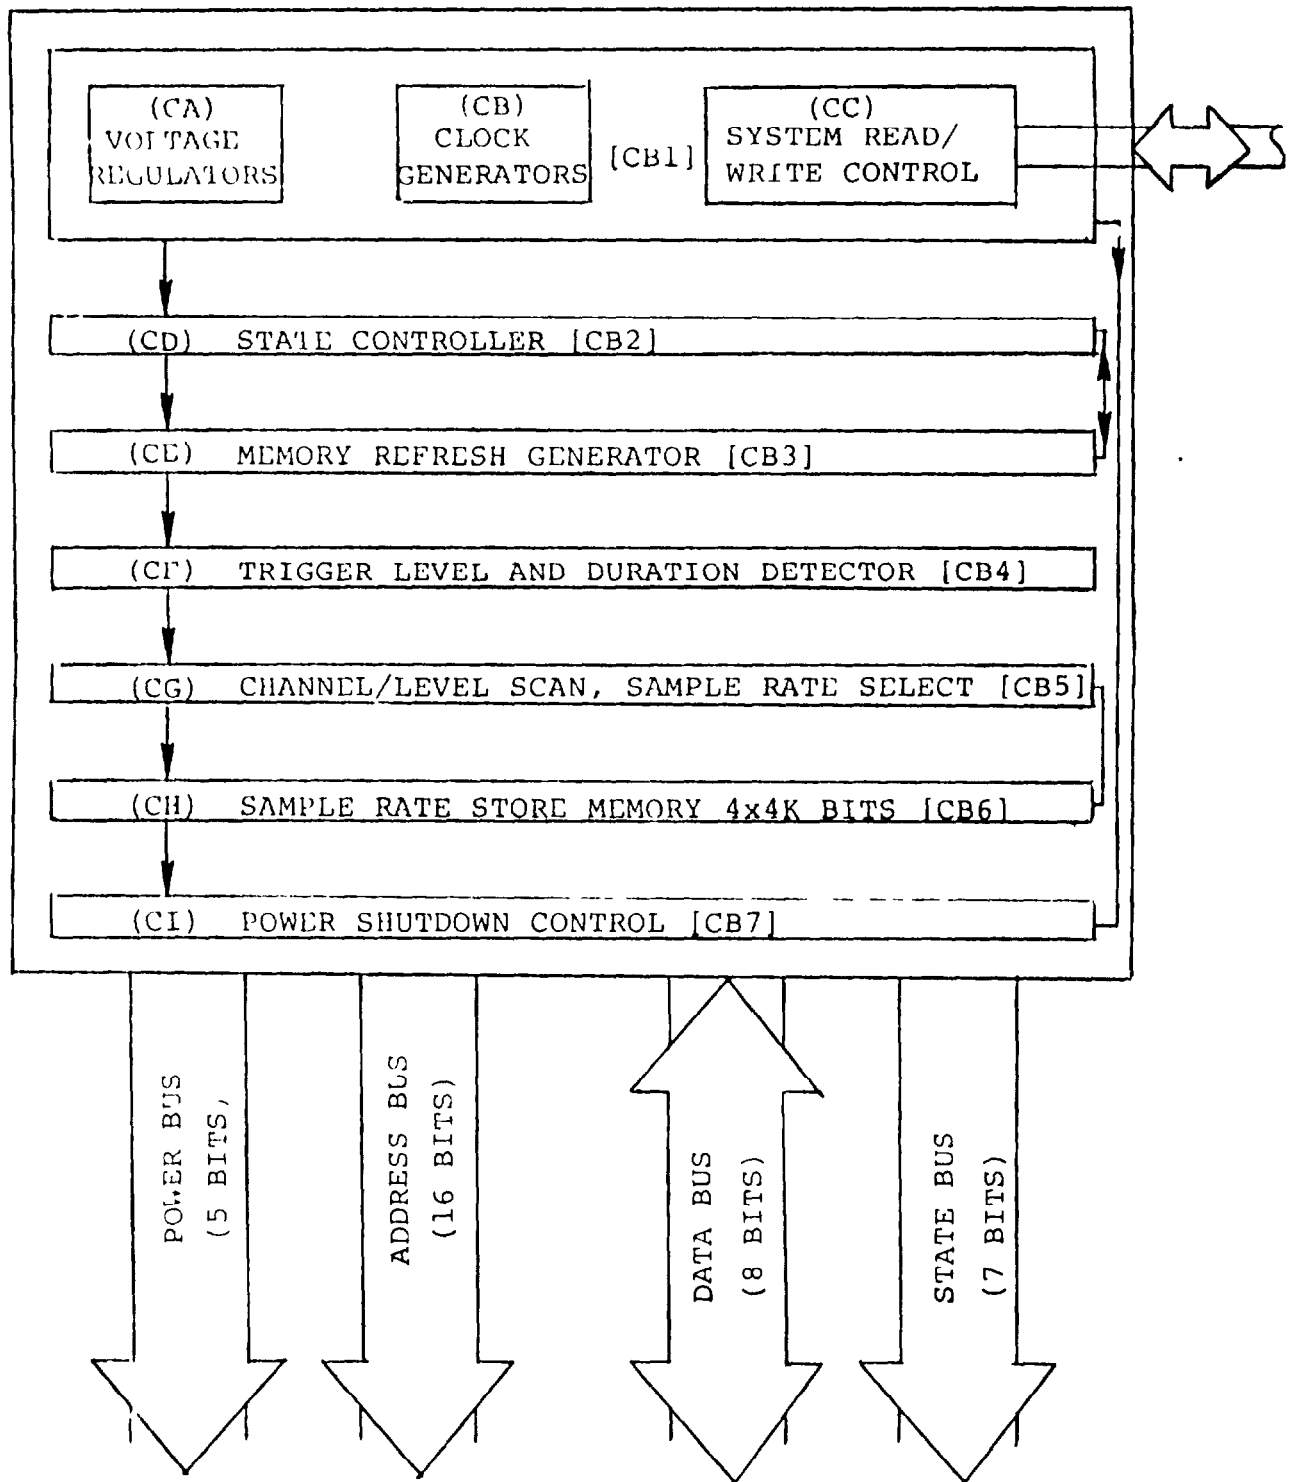 (CA)
VOLTAGE
REGULATORS
(CB)
CLOCK
GENERATORS
[CB1]
(CC)
SYSTEM READ/
WRITE CONTROL
(CD) STATE CONTROLLER [CB2]
(CE) MEMORY REFRESH GENERATOR [CB3]
(CF) TRIGGER LEVEL AND DURATION DETECTOR [CB4]
(CG) CHANNEL/LEVEL SCAN, SAMPLE RATE SELECT [CB5]
(CH) SAMPLE RATE STORE MEMORY 4x4K BITS [CB6]
(CI) POWER SHUTDOWN CONTROL [CB7]
POWER BUS
(5 BITS,
ADDRESS BUS
(16 BITS)
DATA BUS
(8 BITS)
STATE BUS
(7 BITS)